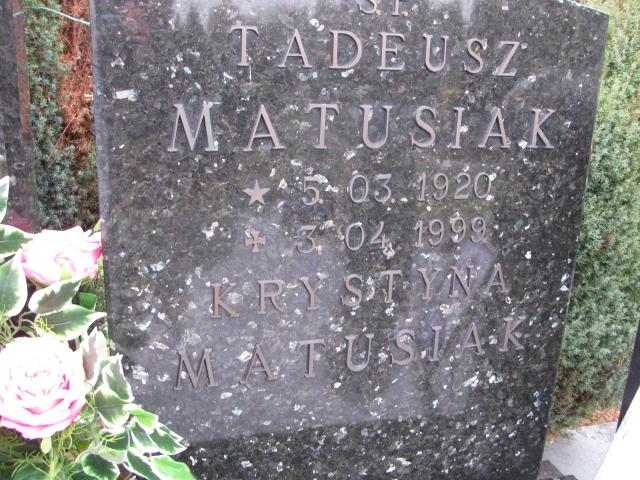 TADEUSZ
MATUSIAK
5. 03. 1920
3. 04. 1999
KRYSTYNA
MATUSIAK